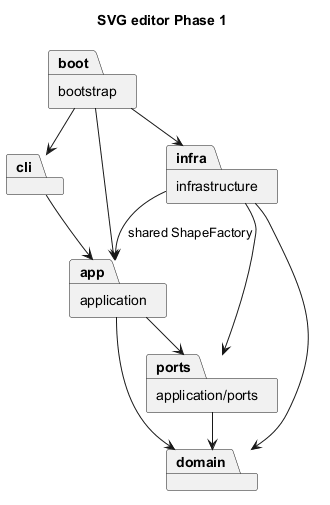 SVG editor Phase 1
boot
bootstrap
cli
infra
infrastructure
shared ShapeFactory
app
application
ports
application/ports
domain